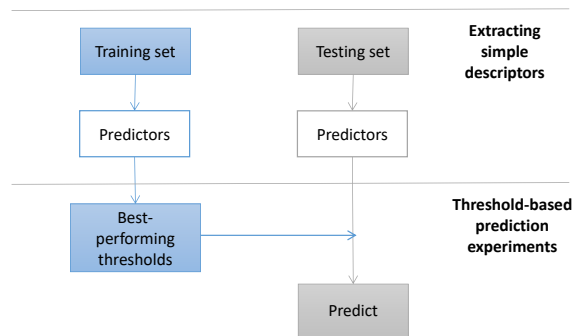 Training set
Testing set
Extracting
simple
descriptors
Predictors
Predictors
Best-
performing
thresholds
Threshold-based
prediction
experiments
Predict